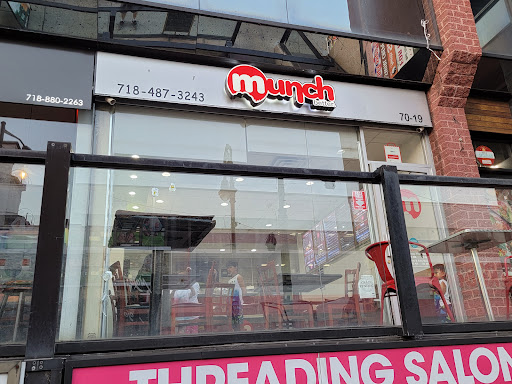 718-880-2263
718-487-3243
munch
70-19
m
THREADING SALON